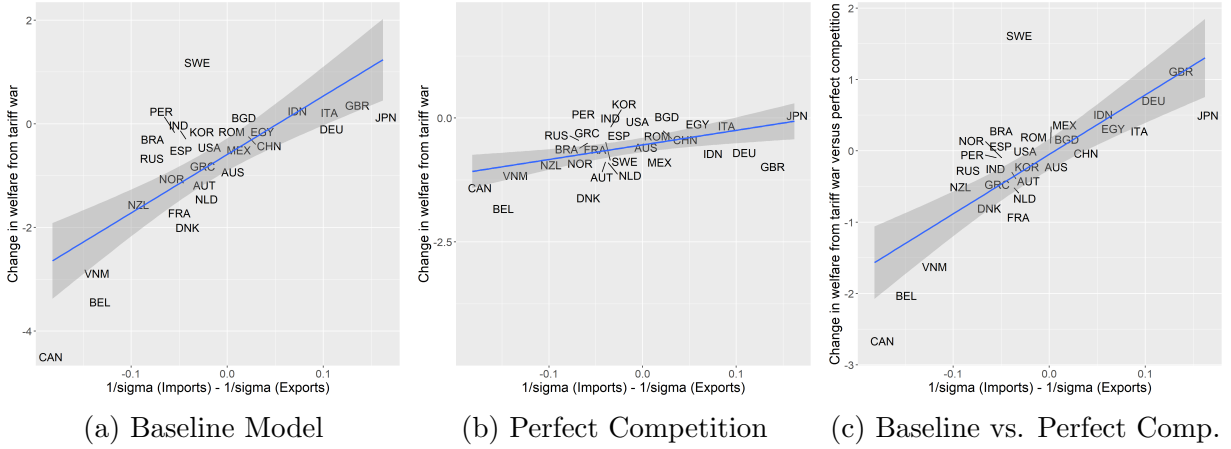 Change in welfare from tariff war
2
0
-2
-4
SWE
PER
IND
BGD
IDN
ITA
GBR
JPN
BRA
KOR
ROM
EGY
DEU
ESP
USA
MEX
CHN
RUS
GRC
AUS
NOR
AUT
NZL
NLD
FRA
DNK
VNM
BEL
CAN
-0.1
0.0
0.1
1/sigma (Imports) - 1/sigma (Exports)
(a) Baseline Model
Change in welfare from tariff war
0.0
-2.5
KOR
PER
IND
USA
BGD
EGY
ITA
JPN
RUS
GRC
ESP
ROM
CHN
BRA
FRA
AUS
IDN
DEU
NZL
NOR
SWE
MEX
GBR
VNM
AUT
NLD
CAN
DNK
BEL
-0.1
0.0
0.1
1/sigma (Imports) - 1/sigma (Exports)
(b) Perfect Competition
Change in welfare from tariff war versus perfect competition
2
1
0
-1
-2
-3
SWE
GBR
DEU
IDN
JPN
BRA
MEX
EGY
ITA
NOR
ESP
ROM
BGD
PER
USA
CHN
RUS
IND
KOR
AUS
NZL
GRC
AUT
NLD
DNK
FRA
VNM
BEL
CAN
-0.1
0.0
0.1
1/sigma (Imports) - 1/sigma (Exports)
(c) Baseline vs. Perfect Comp.